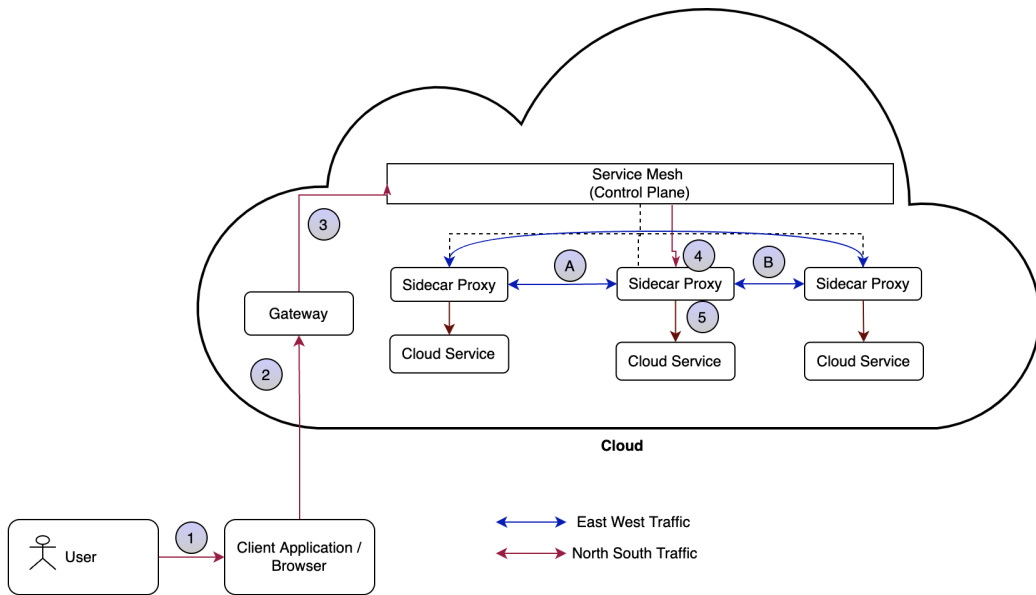 Service Mesh
(Control Plane)
3
4
A
B
Sidecar Proxy
Sidecar Proxy
Sidecar Proxy
Gateway
5
Cloud Service
Cloud Service
Cloud Service
2
Cloud
1
User
Client Application /
Browser
East West Traffic
North South Traffic